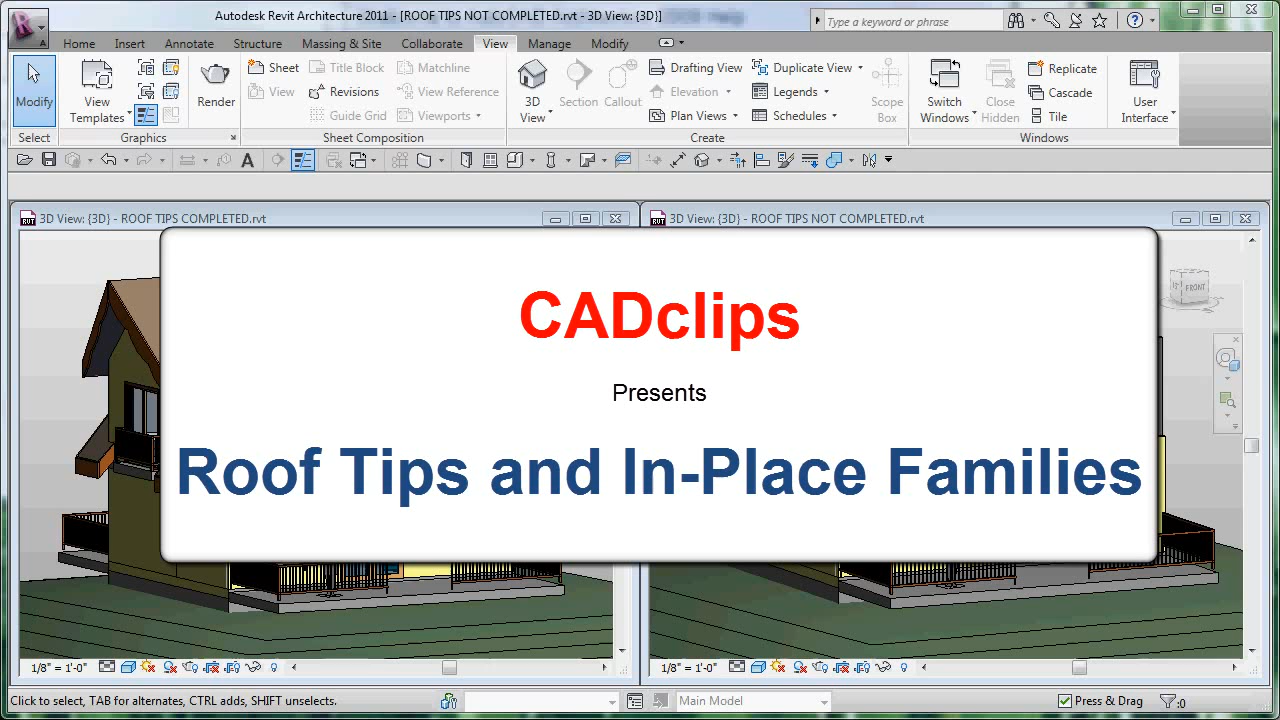 Autodesk Revit Architecture 2011 - [ROOF TIPS NOT COMPLETED.rvt - 3D View: {3D}]
Type a keyword or phrase
Home Insert Annotate Structure Massing & Site Collaborate View Manage Modify
Modify
Select
View Templates
Render
Graphics
Sheet Title Block Matchline
View Revisions View Reference
Guide Grid Viewports
Sheet Composition
3D View
Section
Callout
Drafting View Duplicate View
Elevation Legends
Plan Views Schedules
Scope Box
Create
Switch Windows
Close Hidden
Replicate
Cascade
Tile
Windows
User Interface
3D View: {3D} - ROOF TIPS COMPLETED.rvt
3D View: {3D} - ROOF TIPS NOT COMPLETED.rvt
FRONT
CADclips
Presents
Roof Tips and In-Place Families
1/8" = 1'-0"
1/8" = 1'-0"
Click to select, TAB for alternates, CTRL adds, SHIFT unselects.
Main Model
Press & Drag
:0